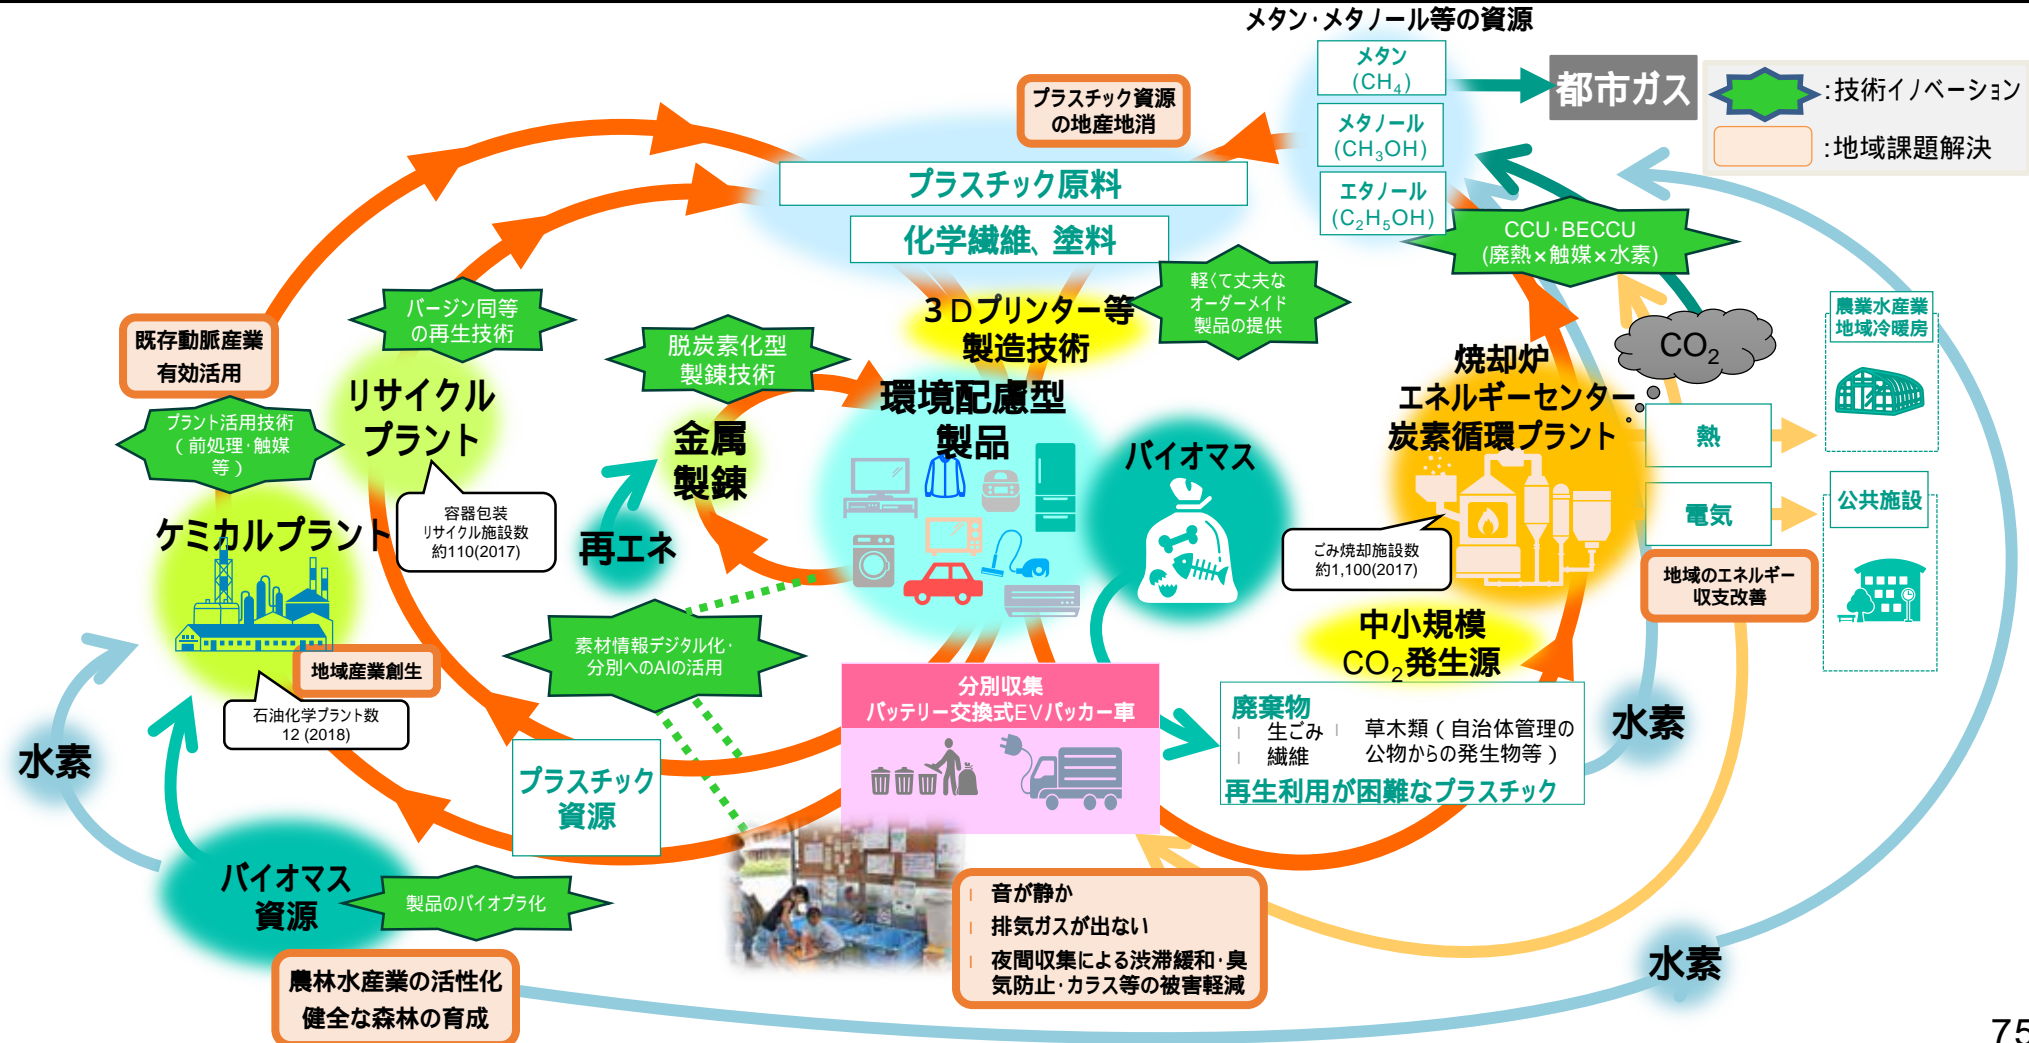 メタン･メタノール等の資源
メタン
(CH₄)
メタノール
(CH₃OH)
エタノール
(C₂H₅OH)
都市ガス
:技術イノベーション
:地域課題解決
プラスチック資源
の地産地消
プラスチック原料
化学繊維、塗料
CCU･BECCU
(廃熱×触媒×水素)
軽くて丈夫な
オーダーメイド
製品の提供
3Dプリンター等
製造技術
バージン同等
の再生技術
脱炭素化型
製錬技術
既存動脈産業
有効活用
プラント活用技術
(前処理･触媒
等)
リサイクル
プラント
容器包装
リサイクル施設数
約110(2017)
金属
製錬
再エネ
環境配慮型
製品
バイオマス
焼却炉
エネルギーセンター
炭素循環プラント
ごみ焼却施設数
約1,100(2017)
CO₂
農業水産業
地域冷暖房
熱
電気
公共施設
地域のエネルギー
収支改善
中小規模
CO₂発生源
ケミカルプラント
地域産業創生
石油化学プラント数
12 (2018)
素材情報デジタル化･
分別へのAIの活用
分別収集
バッテリー交換式EVパッカー車
廃棄物
生ごみ
繊維
草木類(自治体管理の
公物からの発生物等)
再生利用が困難なプラスチック
水素
水素
プラスチック
資源
バイオマス
資源
製品のバイオプラ化
農林水産業の活性化
健全な森林の育成
音が静か
排気ガスが出ない
夜間収集による渋滞緩和･臭
気防止･カラス等の被害軽減
水素
75